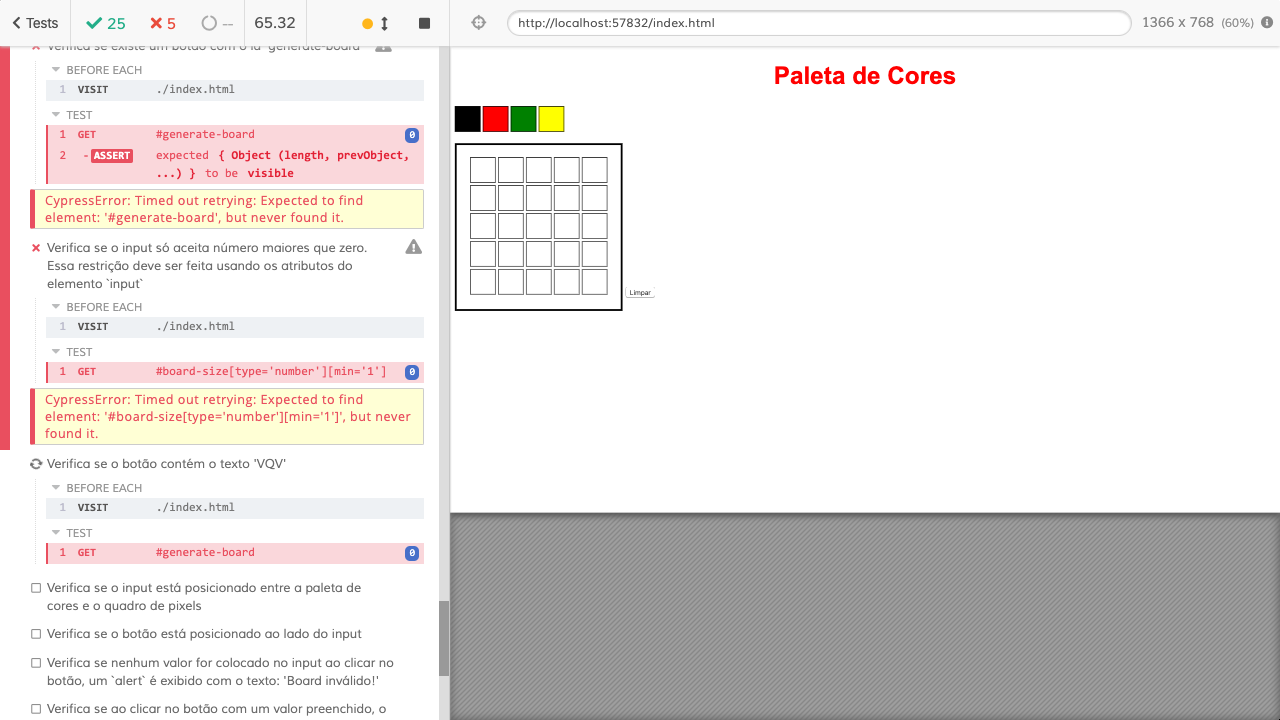 Tests
25
5
--
65.32
http://localhost:57832/index.html
1366 x 768 (60%)
Verifica se existe um botão com o id 'generate-board'
BEFORE EACH
1 VISIT ./index.html
TEST
1 GET #generate-board 0
2 - ASSERT expected { Object (length, prevObject,
...) } to be visible
CypressError: Timed out retrying: Expected to find
element: '#generate-board', but never found it.
Verifica se o input só aceita número maiores que zero.
Essa restrição deve ser feita usando os atributos do
elemento `input`
BEFORE EACH
1 VISIT ./index.html
TEST
1 GET #board-size[type='number'][min='1'] 0
CypressError: Timed out retrying: Expected to find
element: '#board-size[type='number'][min='1']', but never
found it.
Verifica se o botão contém o texto 'VQV'
BEFORE EACH
1 VISIT ./index.html
TEST
1 GET #generate-board 0
Verifica se o input está posicionado entre a paleta de
cores e o quadro de pixels
Verifica se o botão está posicionado ao lado do input
Verifica se nenhum valor for colocado no input ao clicar no
botão, um `alert` é exibido com o texto: 'Board inválido!'
Verifica se ao clicar no botão com um valor preenchido, o
Paleta de Cores
Limpar